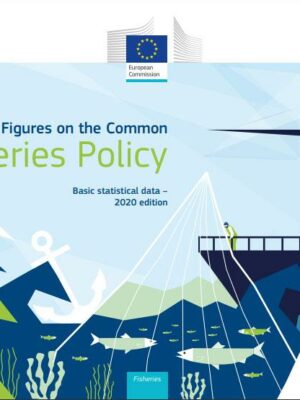 European
Commission
Figures on the Common
eries Policy
Basic statistical data –
2020 edition
Fisheries